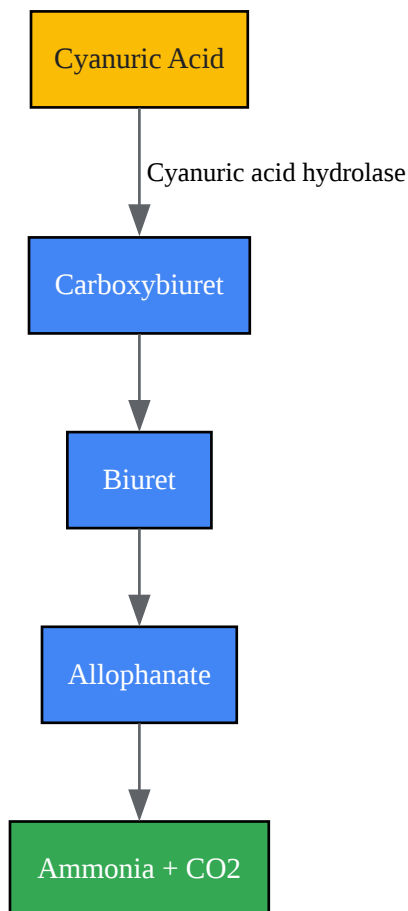 Cyanuric Acid
Cyanuric acid hydrolase
Carboxybiuret
Biuret
Allophanate
Ammonia + CO2